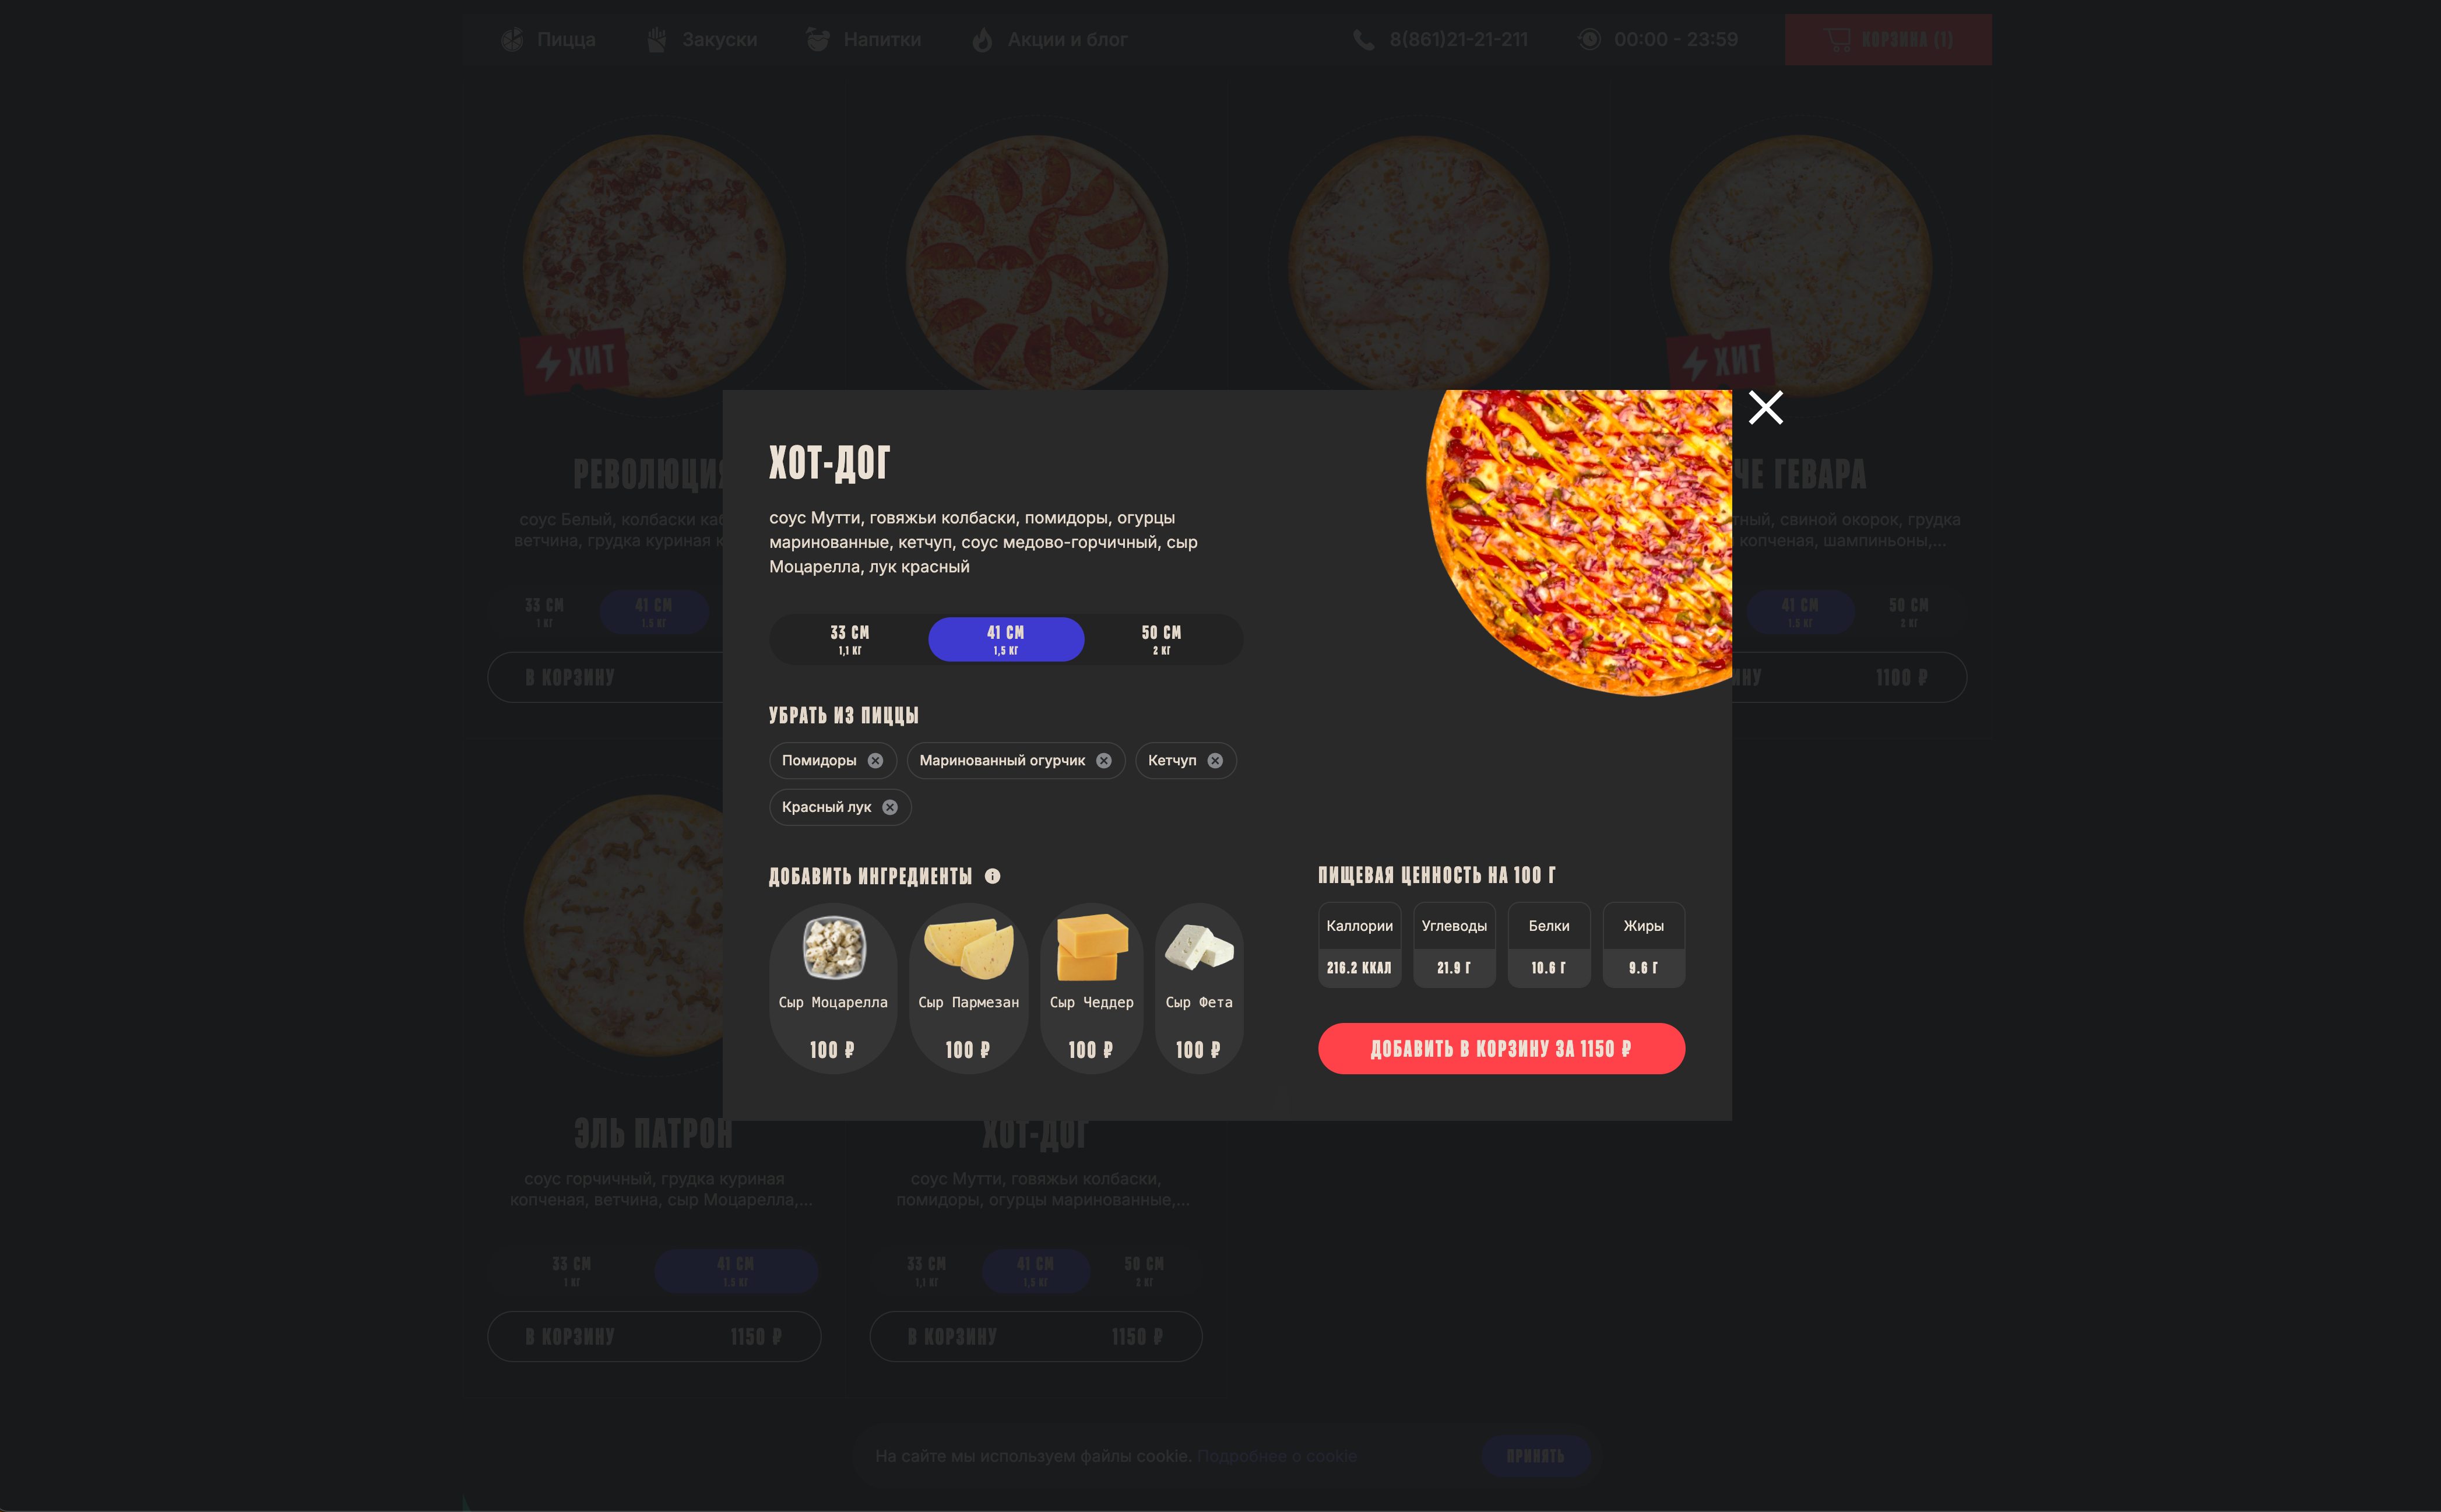 Пицца
Закуски
Напитки
Акции и блог
8(861)21-21-211
00:00 - 23:59
КОРЗИНА (1)
ХИТ
ХИТ
РЕВОЛЮЦИЯ
соус Белый, колбаски
ветчина, грудка куриная
33 СМ
1 КГ
41 СМ
1.5 КГ
В КОРЗИНУ
ХОТ-ДОГ
соус Мутти, говяжьи колбаски, помидоры, огурцы
маринованные, кетчуп, соус медово-горчичный, сыр
Моцарелла, лук красный
33 СМ
1,1 КГ
41 СМ
1,5 КГ
50 СМ
2 КГ
УБРАТЬ ИЗ ПИЦЦЫ
Помидоры
Маринованный огурчик
Кетчуп
Красный лук
ДОБАВИТЬ ИНГРЕДИЕНТЫ
Сыр Моцарелла
100 ₽
Сыр Пармезан
100 ₽
Сыр Чеддер
100 ₽
Сыр Фета
100 ₽
ПИЩЕВАЯ ЦЕННОСТЬ НА 100 Г
Каллории
216.2 ККАЛ
Углеводы
21.9 Г
Белки
10.6 Г
Жиры
9.6 Г
ДОБАВИТЬ В КОРЗИНУ ЗА 1150 ₽
ЧЕ ГЕВАРА
свиной окорок, грудка
копченая, шампиньоны,...
41 СМ
1.5 КГ
50 СМ
2 КГ
1100 ₽
ЭЛЬ ПАТРОН
соус горчичный, грудка куриная
копченая, ветчина, сыр Моцарелла,...
33 СМ
1 КГ
41 СМ
1.5 КГ
В КОРЗИНУ
1150 ₽
ХОТ-ДОГ
соус Мутти, говяжьи колбаски,
помидоры, огурцы маринованные,...
33 СМ
1,1 КГ
41 СМ
1,5 КГ
50 СМ
2 КГ
В КОРЗИНУ
1150 ₽
На сайте мы используем файлы cookie. Подробнее о cookie
ПРИНЯТЬ